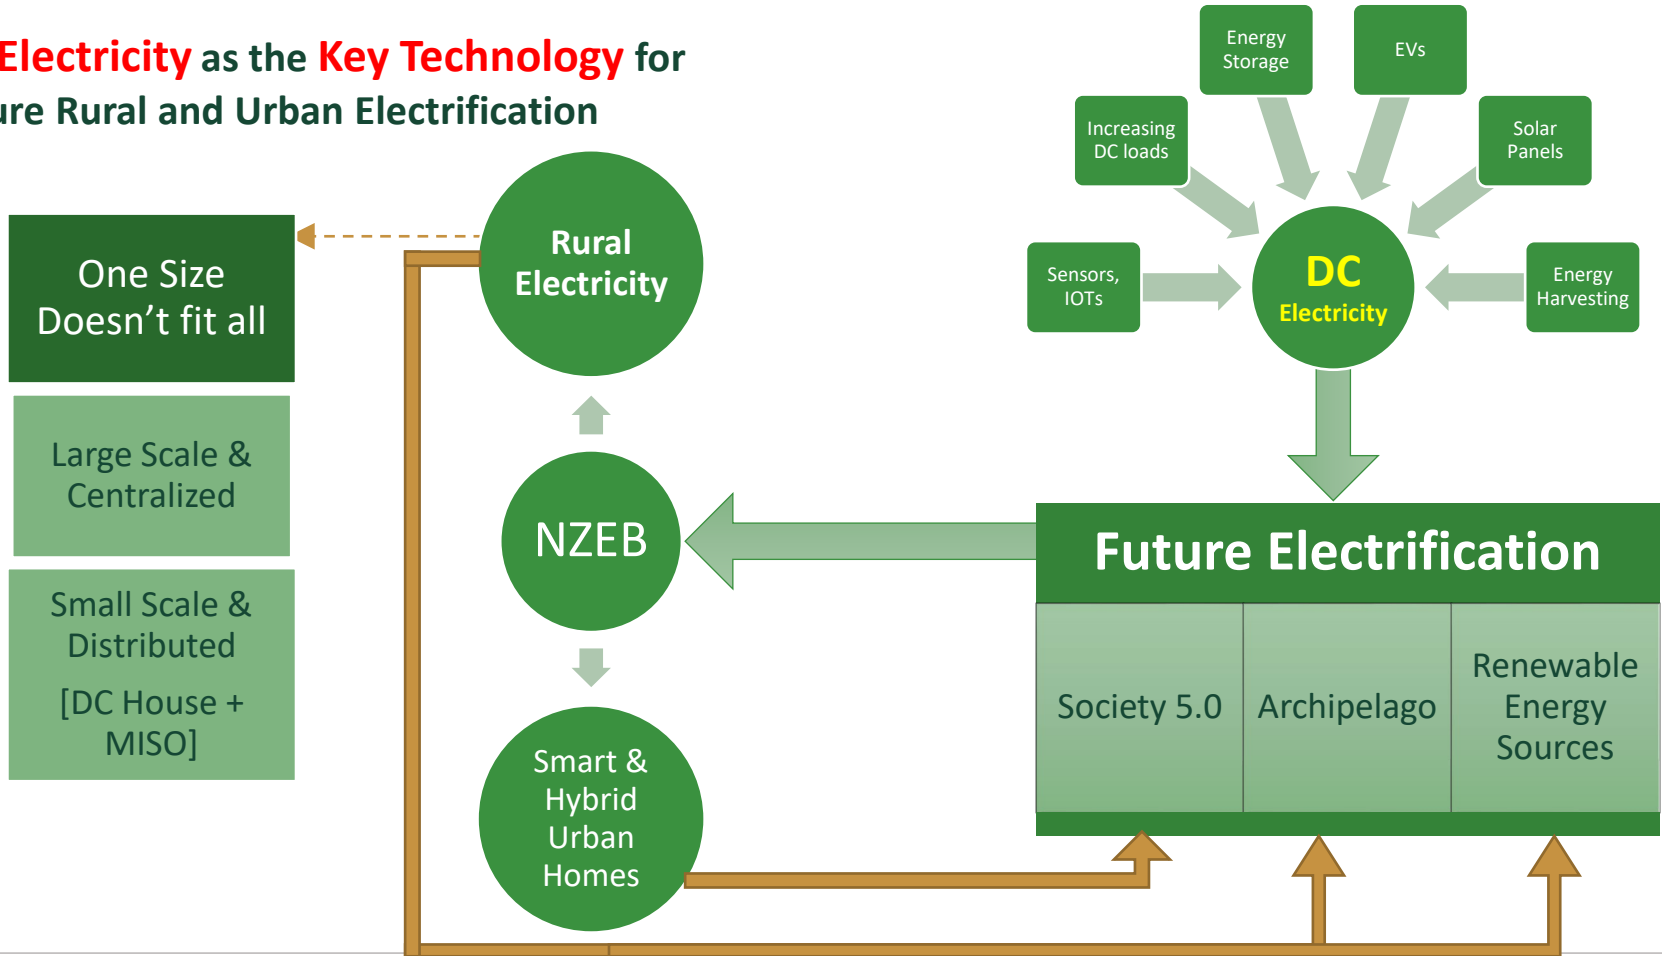 Electricity as the Key Technology for
ure Rural and Urban Electrification
Energy
Storage
EVs
Increasing
DC loads
Solar
Panels
Sensors,
IOTs
DC
Electricity
Energy
Harvesting
One Size
Doesn’t fit all
Large Scale &
Centralized
Small Scale &
Distributed
[DC House +
MISO]
Rural
Electricity
NZEB
Smart &
Hybrid
Urban
Homes
Future Electrification
Society 5.0
Archipelago
Renewable
Energy
Sources